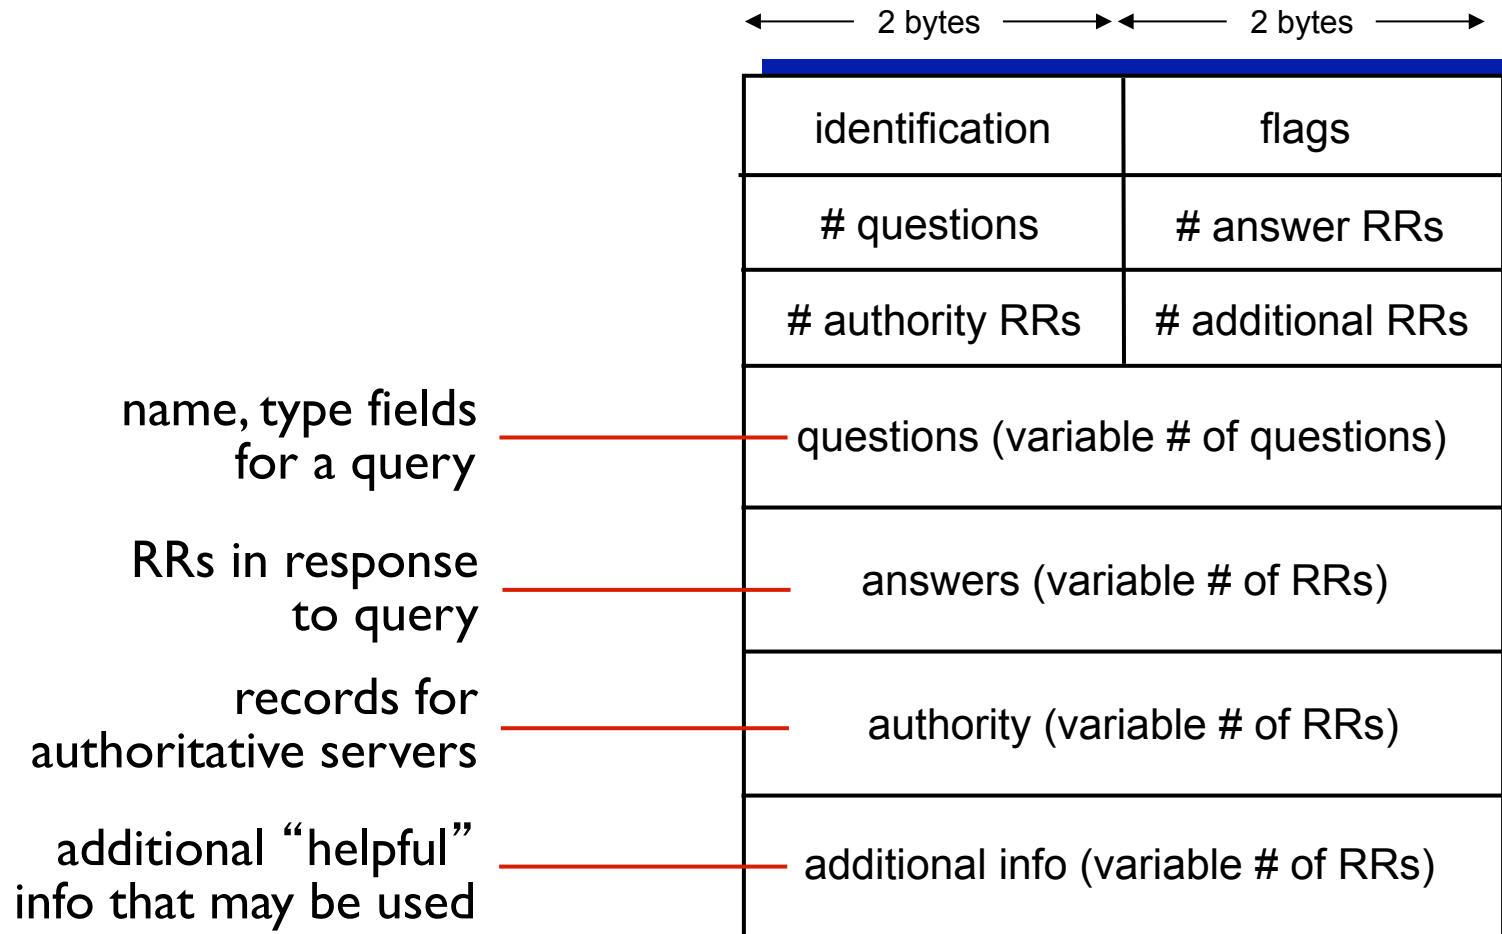 2 bytes 2 bytes
identification flags
# questions # answer RRs
# authority RRs # additional RRs
name, type fields
for a query
questions (variable # of questions)
RRs in response
to query
answers (variable # of RRs)
records for
authoritative servers
authority (variable # of RRs)
additional “helpful”
info that may be used
additional info (variable # of RRs)